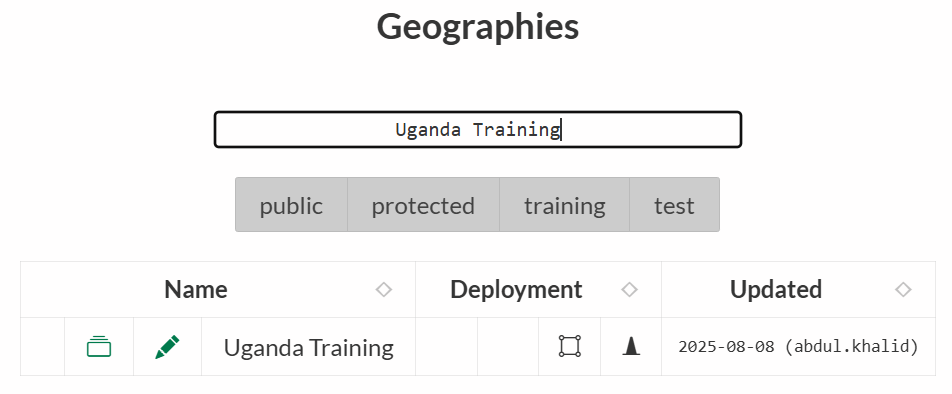 Geographies
Uganda Training
public protected training test
Name Deployment Updated
Uganda Training 2025-08-08 (abdul.khalid)